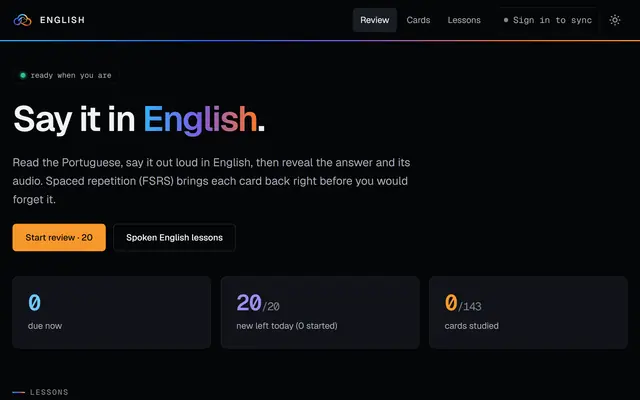 ENGLISH
Review
Cards
Lessons
Sign in to sync
ready when you are
Say it in English.
Read the Portuguese, say it out loud in English, then reveal the answer and its
audio. Spaced repetition (FSRS) brings each card back right before you would
forget it.
Start review · 20
Spoken English lessons
0
due now
20/20
new left today (0 started)
0/143
cards studied
LESSONS